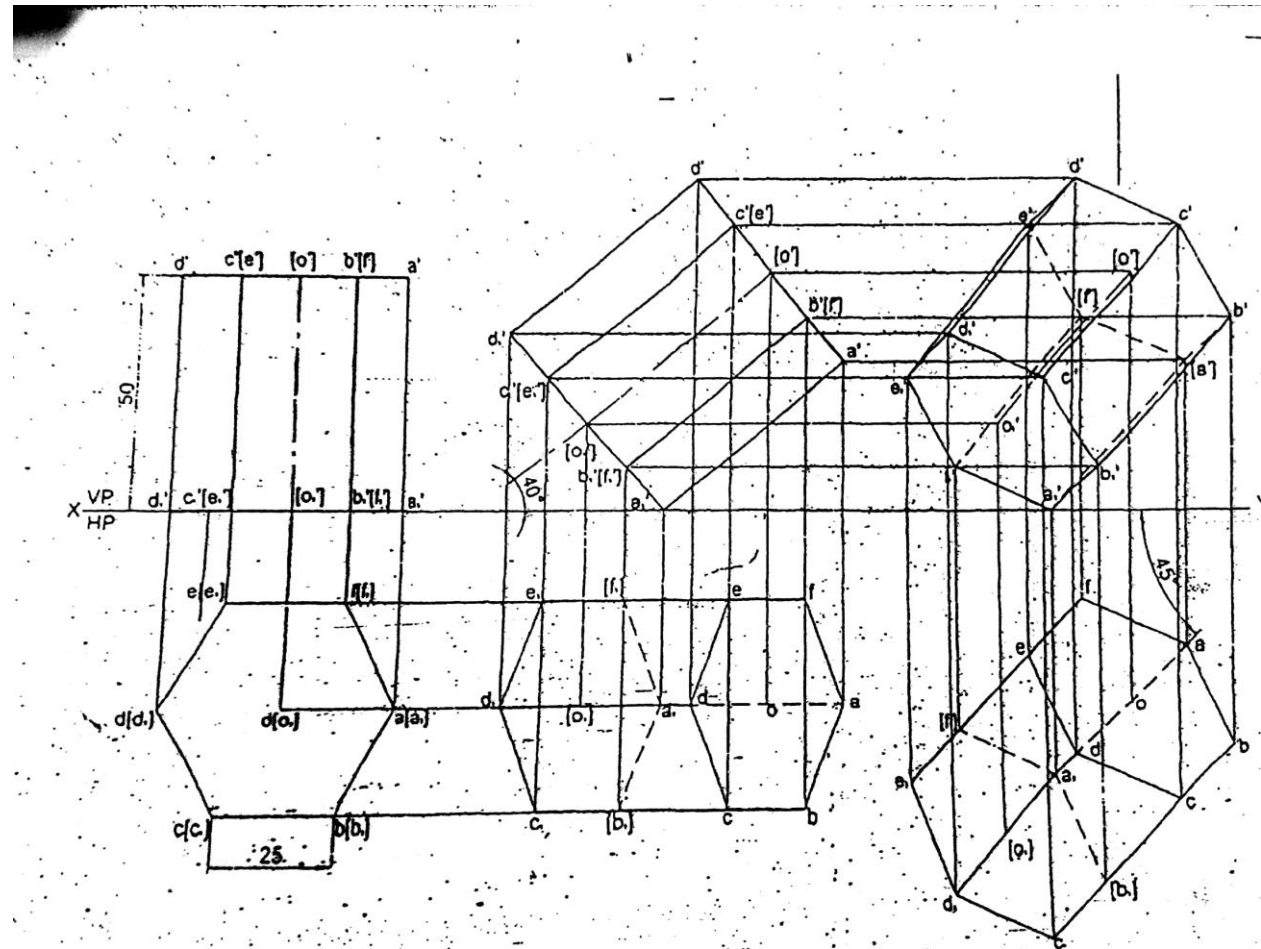 d' c'[e'] [o'] b'[f'] a'
50
X VP HP d₁' c₁'[e₁'] [o₁'] b₁'[f₁'] a₁'
e[e₁] f[f₁]
d[d₁] d[o₁] a[a₁]
c[c₁] b[b₁]
25
d'
c'[e']
[o']
b'[f']
a'
d₁'
c'[e₁']
[o₁']
b₁'[f₁']
a₁'
40°
e₁ [f₁] e f
d₁ [o₁] a₁ d o a
c₁ [b₁] c b
d'
e' c'
[o']
[f'] b'
d₁'
[a']
e₁ c₁'
o₁'
b₁'
a₁'
45°
f
e a
o
[f₁] d b
e₁ a₁
c
[o₁]
d₁ [b₁]
c₁